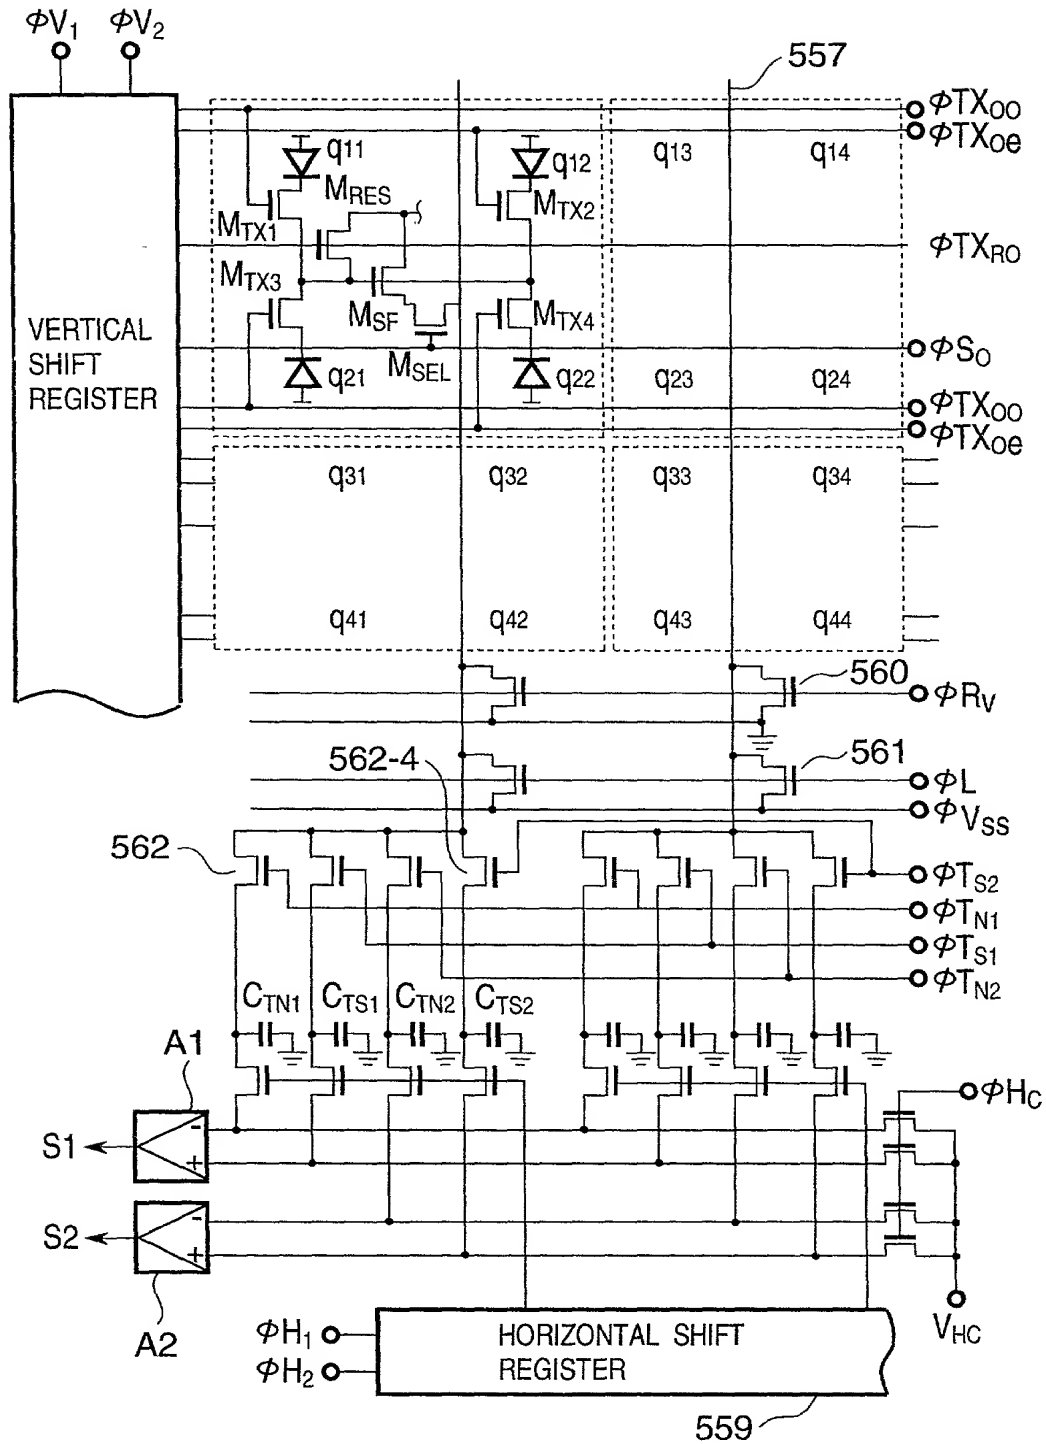 ΦV1 ΦV2
557
ΦTXOO
ΦTXOe
q11 q12 q13 q14
MRES
MTX1 MTX2
ΦTXRO
MTX3
MSF MTX4
VERTICAL
SHIFT
REGISTER
MSEL
ΦSO
q21 q22 q23 q24
ΦTXOO
ΦTXOe
q31 q32 q33 q34
q41 q42 q43 q44
560
ΦRV
562-4 561
ΦL
ΦVSS
562
ΦTS2
ΦTN1
ΦTS1
ΦTN2
CTN1 CTS1 CTN2 CTS2
A1
ΦHC
-
S1
+
-
S2
+
A2
VHC
ΦH1
ΦH2
HORIZONTAL SHIFT
REGISTER
559